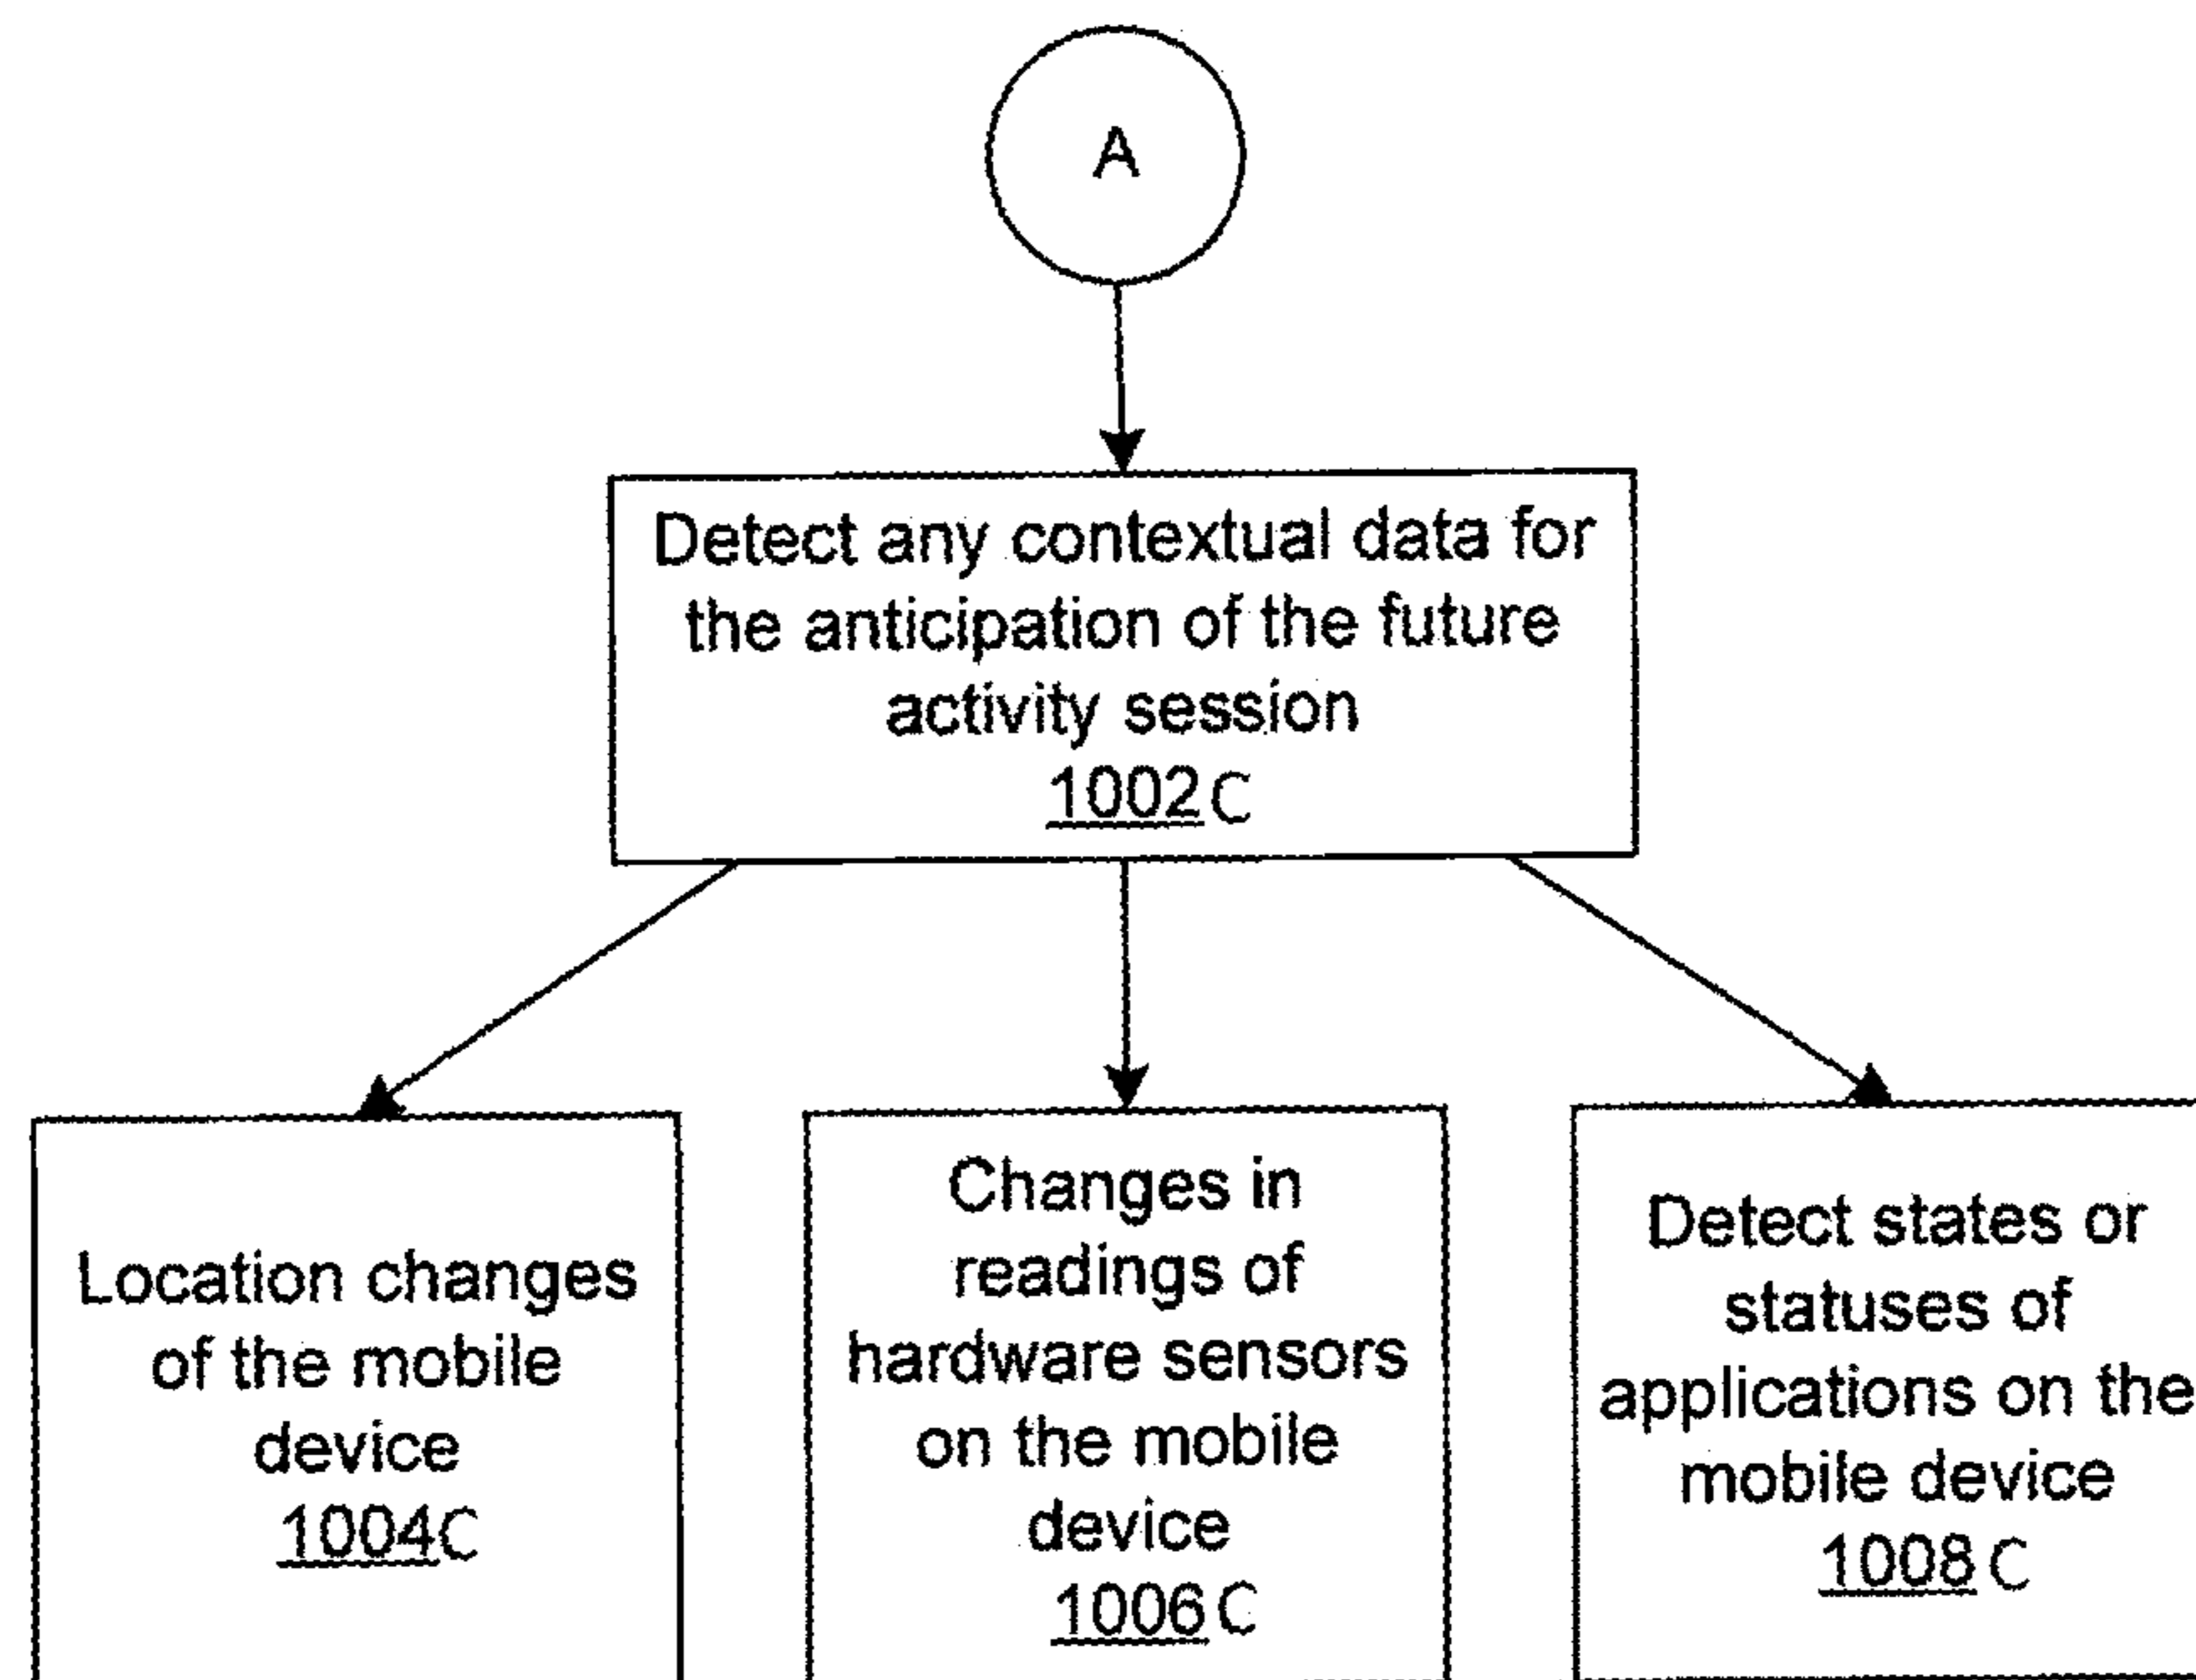 A
Detect any contextual data for
the anticipation of the future
activity session
1002C
Location changes
of the mobile
device
1004C
Changes in
readings of
hardware sensors
on the mobile
device
1006C
Detect states or
statuses of
applications on the
mobile device
1008C